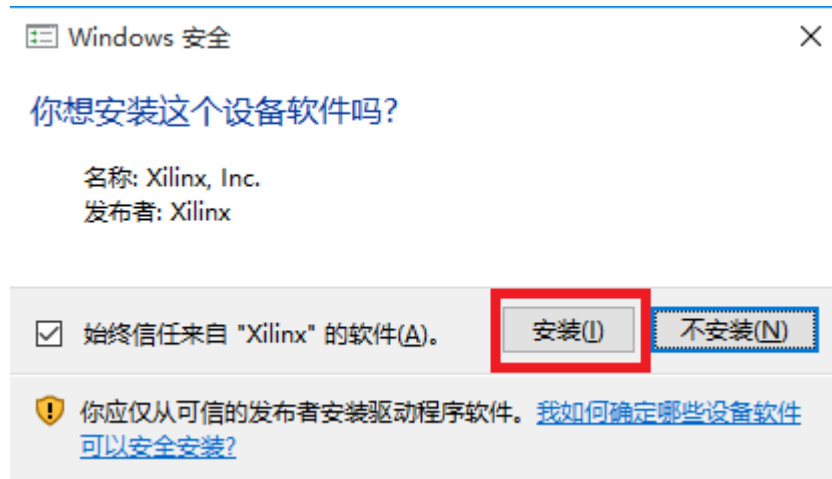 Windows 安全
你想安装这个设备软件吗?
名称: Xilinx, Inc.
发布者: Xilinx
始终信任来自 "Xilinx" 的软件(A)。
安装(I)
不安装(N)
你应仅从可信的发布者安装驱动程序软件。我如何确定哪些设备软件
可以安全安装?